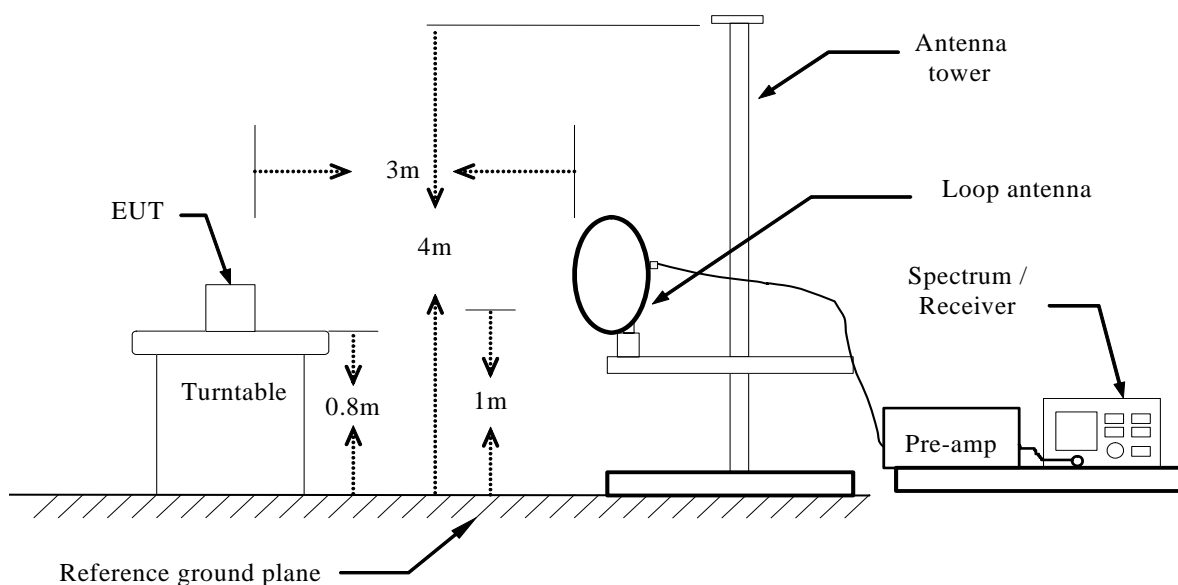 Antenna
tower
3m
Loop antenna
EUT
4m
Spectrum /
Receiver
Turntable
0.8m
1m
Pre-amp
Reference ground plane